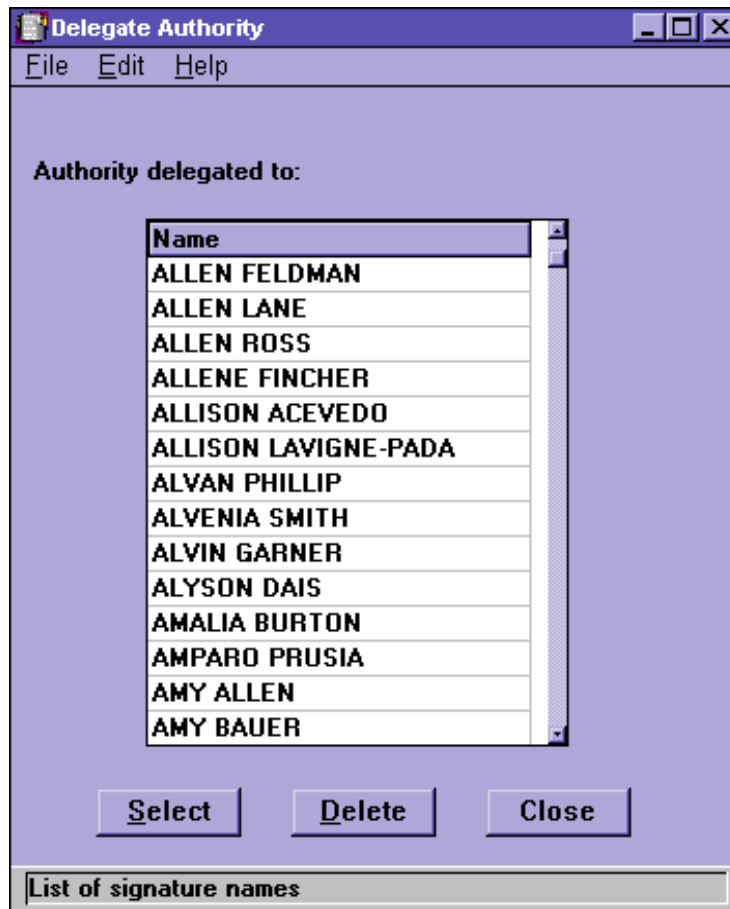 Delegate Authority
File Edit Help
Authority delegated to:
Name
ALLEN FELDMAN
ALLEN LANE
ALLEN ROSS
ALLENE FINCHER
ALLISON ACEVEDO
ALLISON LAVIGNE-PADA
ALVAN PHILLIP
ALVENIA SMITH
ALVIN GARNER
ALYSON DAIS
AMALIA BURTON
AMPARO PRUSIA
AMY ALLEN
AMY BAUER
Select Delete Close
List of signature names